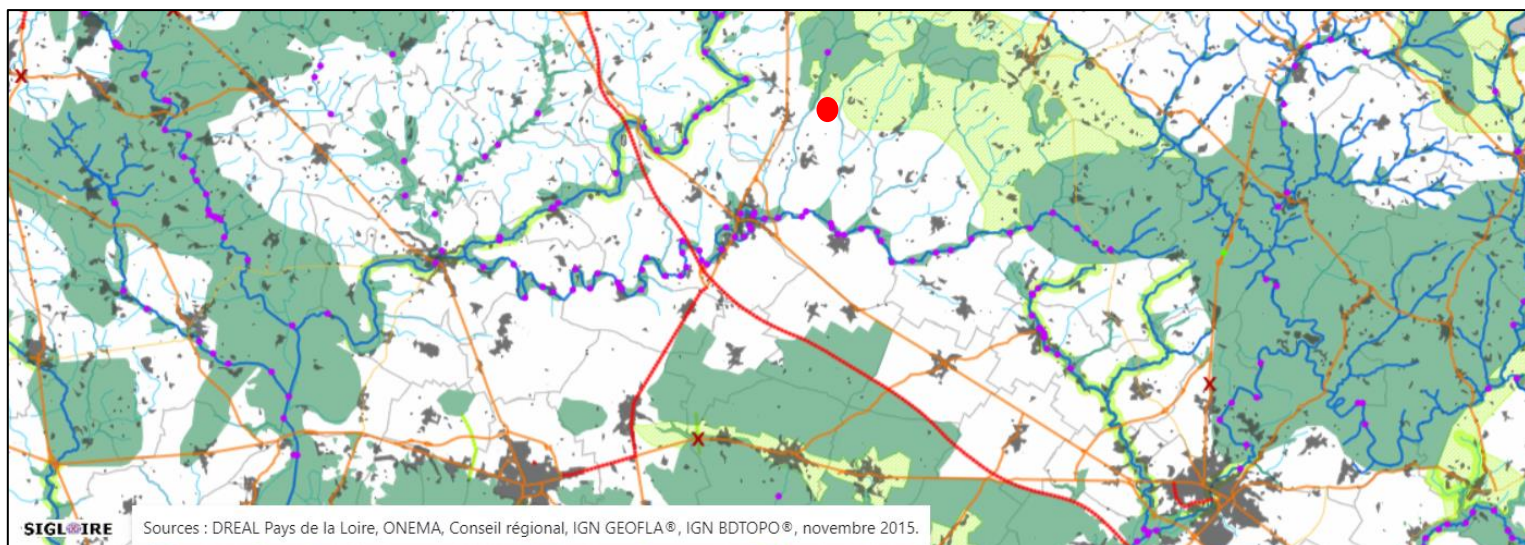 SIGLOIRE Sources : DREAL Pays de la Loire, ONEMA, Conseil régional, IGN GEOFLA®, IGN BDTOPO®, novembre 2015.